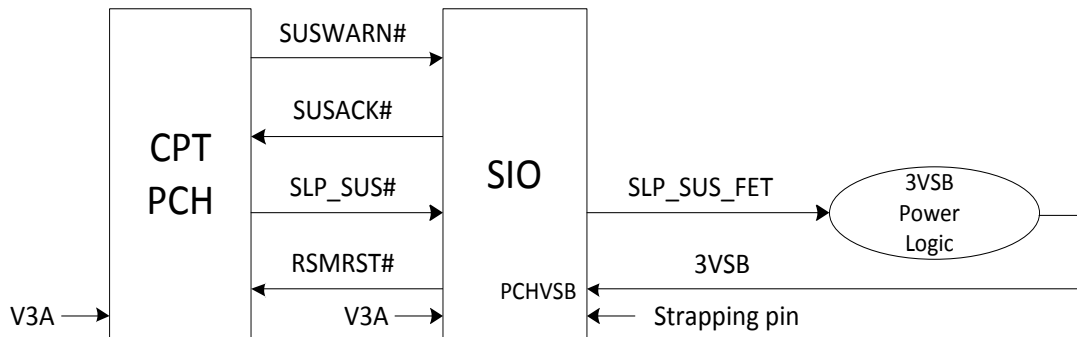 SUSWARN#
SUSACK#
CPT
PCH
SIO
SLP_SUS#
SLP_SUS_FET
3VSB
Power
Logic
RSMRST#
3VSB
PCHVSB
V3A
V3A
Strapping pin